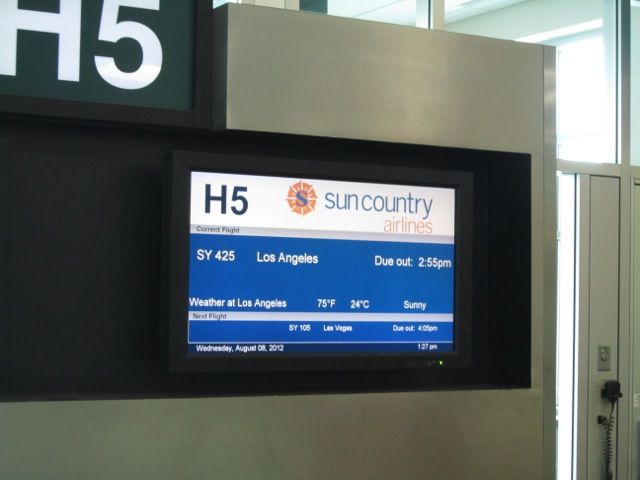 H5
H5 S sun country
airlines
Current Flight
SY 425 Los Angeles Due out: 2:55pm
Weather at Los Angeles 75°F 24°C Sunny
Next Flight
SY 105 Las Vegas Due out: 4:05pm
Wednesday, August 08, 2012 1:27 pm